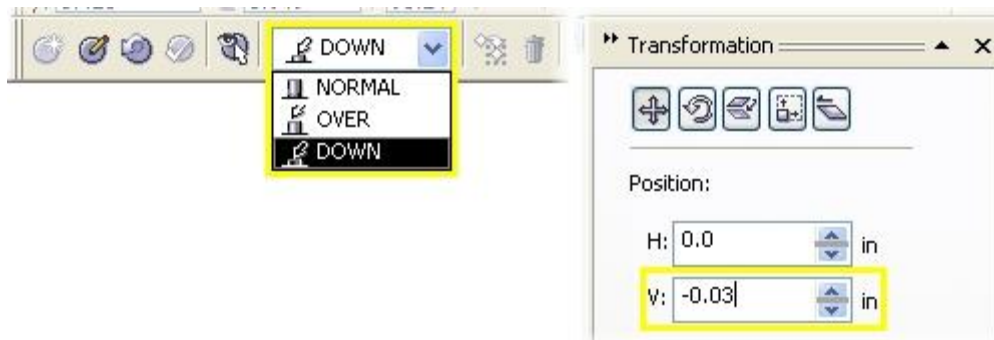 DOWN
NORMAL
OVER
DOWN
Transformation
Position:
H: 0.0 in
V: -0.03 in